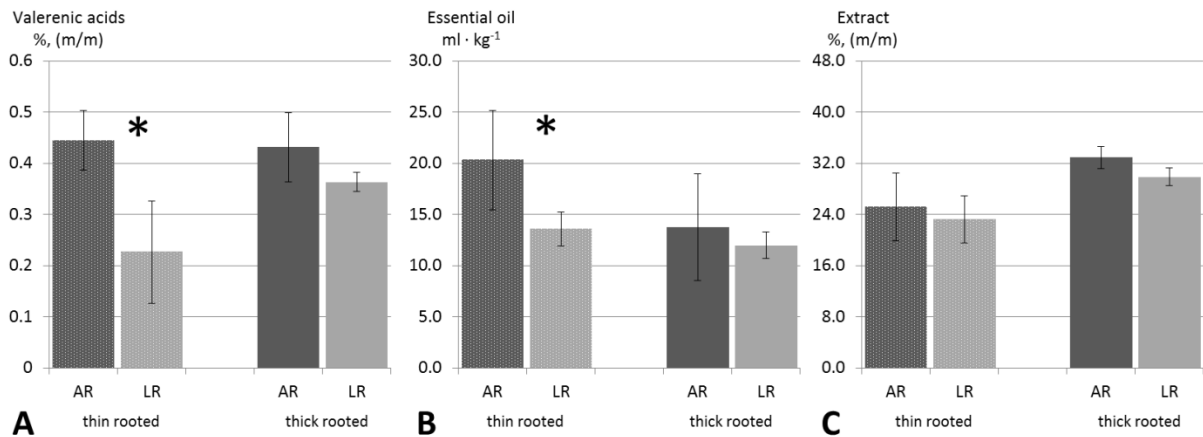 Valerenic acids
%, (m/m)
0.6
0.5
0.4
0.3
0.2
0.1
0
*
AR LR AR LR
thin rooted thick rooted
A
Essential oil
ml · kg⁻¹
30.0
25.0
20.0
15.0
10.0
5.0
0.0
*
AR LR AR LR
thin rooted thick rooted
B
Extract
%, (m/m)
48.0
40.0
32.0
24.0
16.0
8.0
0.0
AR LR AR LR
thin rooted thick rooted
C